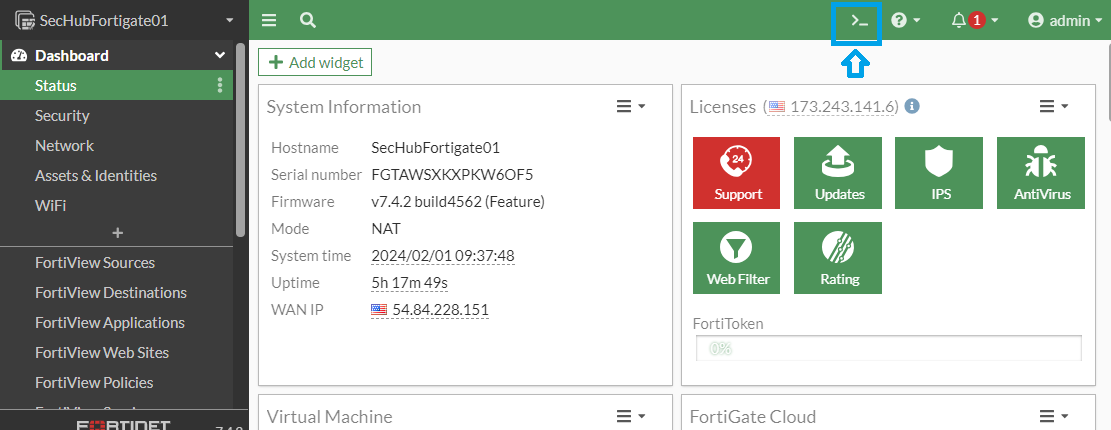 SecHubFortigate01
1
admin
Dashboard
Status
Security
Network
Assets & Identities
WiFi
FortiView Sources
FortiView Destinations
FortiView Applications
FortiView Web Sites
FortiView Policies
FORTINET
Add widget
System Information
Hostname SecHubFortigate01
Serial number FGTAWSXKXPKW6OF5
Firmware v7.4.2 build4562 (Feature)
Mode NAT
System time 2024/02/01 09:37:48
Uptime 5h 17m 49s
WAN IP 54.84.228.151
Licenses (173.243.141.6)
24
Support
Updates
IPS
AntiVirus
Web Filter
Rating
FortiToken
0%
Virtual Machine
FortiGate Cloud